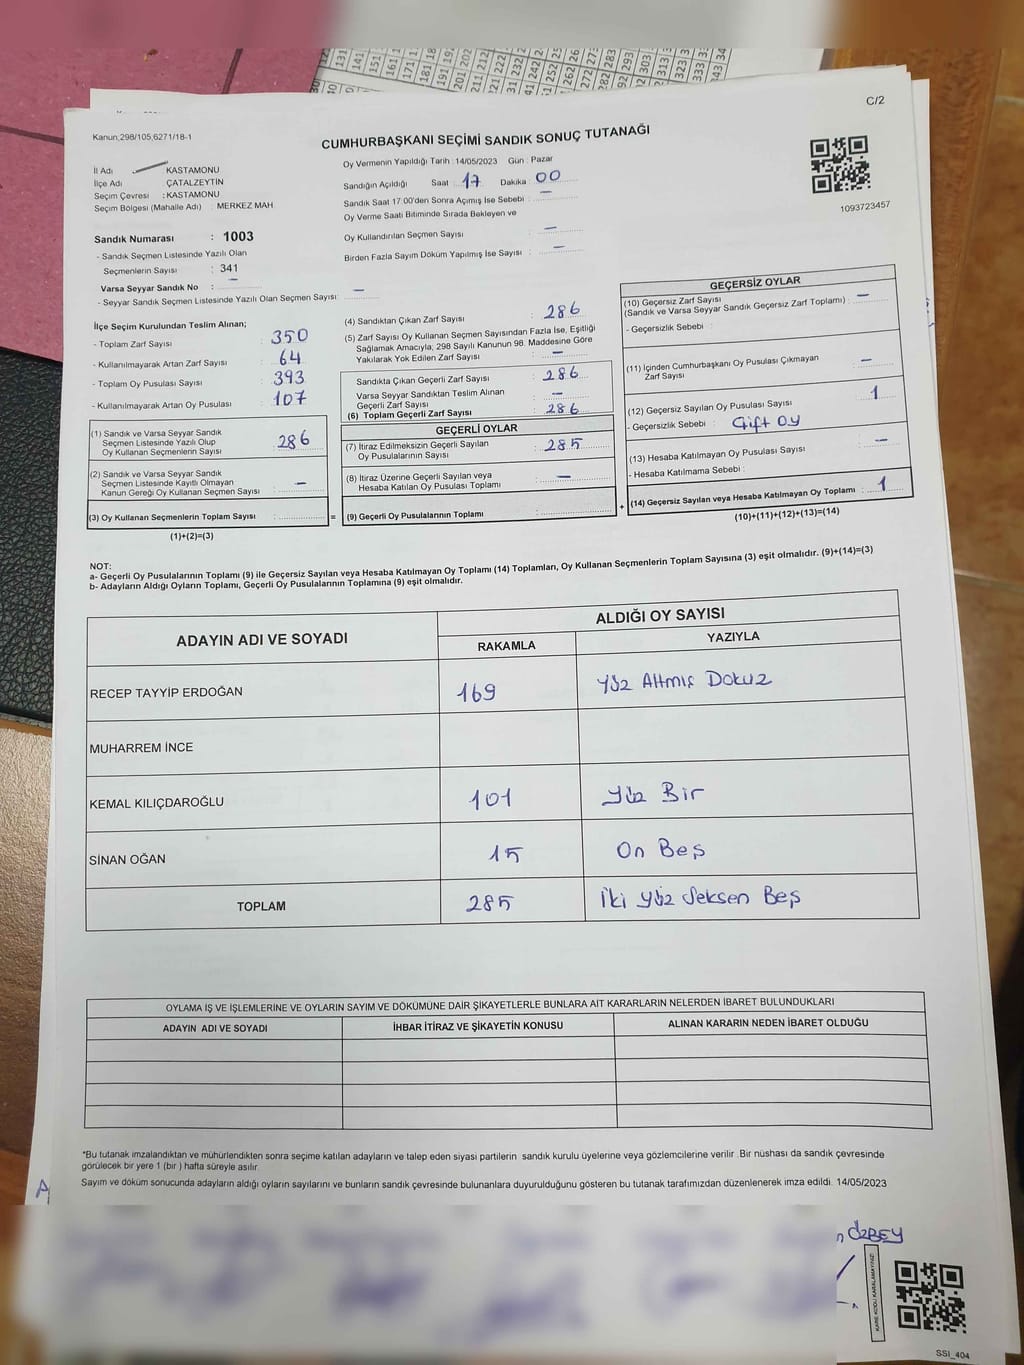 C/2
Kanun;298/105,6271/18-1
CUMHURBAŞKANI SEÇİMİ SANDIK SONUÇ TUTANAĞI
İl Adı KASTAMONU
İlçe Adı : ÇATALZEYTİN
Seçim Çevresi : KASTAMONU
Seçim Bölgesi (Mahalle Adı) : MERKEZ MAH.
Sandık Numarası : 1003
- Sandık Seçmen Listesinde Yazılı Olan
Seçmenlerin Sayısı : 341
Varsa Seyyar Sandık No : –
- Seyyar Sandık Seçmen Listesinde Yazılı Olan Seçmen Sayısı: –
Oy Vermenin Yapıldığı Tarih : 14/05/2023 Gün : Pazar
Sandığın Açıldığı Saat : 17 Dakika : 00
Sandık Saat 17:00'den Sonra Açımış İse Sebebi : –
Oy Verme Saati Bitiminde Sırada Bekleyen ve
Oy Kullandırılan Seçmen Sayısı : –
Birden Fazla Sayım Döküm Yapılmış İse Sayısı : –
1093723457
İlçe Seçim Kurulundan Teslim Alınan;
- Toplam Zarf Sayısı : 350
- Kullanılmayarak Artan Zarf Sayısı : 64
- Toplam Oy Pusulası Sayısı : 393
- Kullanılmayarak Artan Oy Pusulası : 107
(1) Sandık ve Varsa Seyyar Sandık
Seçmen Listesinde Yazılı Olup
Oy Kullanan Seçmenlerin Sayısı : 286
(2) Sandık ve Varsa Seyyar Sandık
Seçmen Listesinde Kayıtlı Olmayan
Kanun Gereği Oy Kullanan Seçmen Sayısı : –
(3) Oy Kullanan Seçmenlerin Toplam Sayısı :
(1)+(2)=(3)
(4) Sandıktan Çıkan Zarf Sayısı : 286
(5) Zarf Sayısı Oy Kullanan Seçmen Sayısından Fazla İse, Eşitliği
Sağlamak Amacıyla; 298 Sayılı Kanunun 98. Maddesine Göre
Yakılarak Yok Edilen Zarf Sayısı : –
Sandıkta Çıkan Geçerli Zarf Sayısı : 286
Varsa Seyyar Sandıktan Teslim Alınan
Geçerli Zarf Sayısı : –
(6) Toplam Geçerli Zarf Sayısı : 286
GEÇERLİ OYLAR
(7) İtiraz Edilmeksizin Geçerli Sayılan
Oy Pusulalarının Sayısı : 285
(8) İtiraz Üzerine Geçerli Sayılan veya
Hesaba Katılan Oy Pusulası Toplamı : –
= (9) Geçerli Oy Pusulalarının Toplamı :
GEÇERSİZ OYLAR
(10) Geçersiz Zarf Sayısı
(Sandık ve Varsa Seyyar Sandık Geçersiz Zarf Toplamı) : –
- Geçersizlik Sebebi :
(11) İçinden Cumhurbaşkanı Oy Pusulası Çıkmayan
Zarf Sayısı : –
(12) Geçersiz Sayılan Oy Pusulası Sayısı : 1
- Geçersizlik Sebebi : Çift oy
(13) Hesaba Katılmayan Oy Pusulası Sayısı : –
- Hesaba Katılmama Sebebi :
+ (14) Geçersiz Sayılan veya Hesaba Katılmayan Oy Toplamı : 1
(10)+(11)+(12)+(13)=(14)
NOT:
a- Geçerli Oy Pusulalarının Toplamı (9) ile Geçersiz Sayılan veya Hesaba Katılmayan Oy Toplamı (14) Toplamları, Oy Kullanan Seçmenlerin Toplam Sayısına (3) eşit olmalıdır. (9)+(14)=(3)
b- Adayların Aldığı Oyların Toplamı, Geçerli Oy Pusulalarının Toplamına (9) eşit olmalıdır.
ADAYIN ADI VE SOYADI ALDIĞI OY SAYISI
RAKAMLA YAZIYLA
RECEP TAYYİP ERDOĞAN 169 Yüz Altmış Dokuz
MUHARREM İNCE
KEMAL KILIÇDAROĞLU 101 Yüz Bir
SİNAN OĞAN 15 On Beş
TOPLAM 285 İki Yüz Seksen Beş
OYLAMA İŞ VE İŞLEMLERİNE VE OYLARIN SAYIM VE DÖKÜMÜNE DAİR ŞİKAYETLERLE BUNLARA AİT KARARLARIN NELERDEN İBARET BULUNDUKLARI
ADAYIN ADI VE SOYADI İHBAR İTİRAZ VE ŞİKAYETİN KONUSU ALINAN KARARIN NEDEN İBARET OLDUĞU
*Bu tutanak imzalandıktan ve mühürlendikten sonra seçime katılan adayların ve talep eden siyasi partilerin sandık kurulu üyelerine veya gözlemcilerine verilir .Bir nüshası da sandık çevresinde
görülecek bir yere 1 (bir ) hafta süreyle asılır.
Sayım ve döküm sonucunda adayların aldığı oyların sayılarını ve bunların sandık çevresinde bulunanlara duyurulduğunu gösteren bu tutanak tarafımızdan düzenlenerek imza edildi. 14/05/2023
ÖZBEY
KARE KODU KARALAMAYINIZ!
SSİ_404